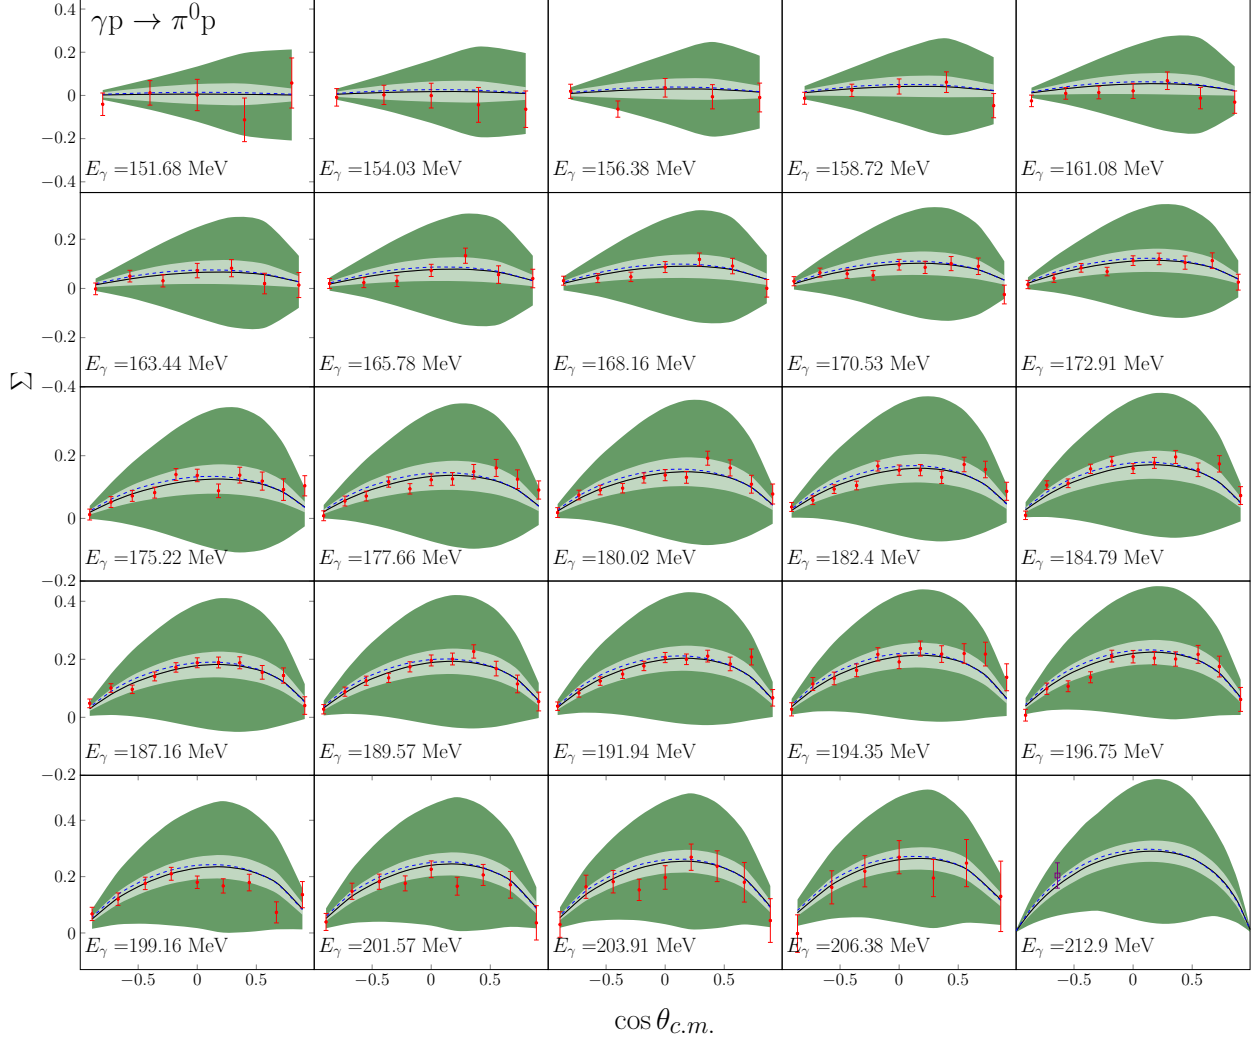 γp → π⁰p
0.4
0.2
0
−0.2
−0.4
E_γ =151.68 MeV
E_γ =154.03 MeV
E_γ =156.38 MeV
E_γ =158.72 MeV
E_γ =161.08 MeV
0.2
0
−0.2
−0.4
E_γ =163.44 MeV
E_γ =165.78 MeV
E_γ =168.16 MeV
E_γ =170.53 MeV
E_γ =172.91 MeV
Σ
0.2
0
−0.2
E_γ =175.22 MeV
E_γ =177.66 MeV
E_γ =180.02 MeV
E_γ =182.4 MeV
E_γ =184.79 MeV
0.4
0.2
0
−0.2
E_γ =187.16 MeV
E_γ =189.57 MeV
E_γ =191.94 MeV
E_γ =194.35 MeV
E_γ =196.75 MeV
0.4
0.2
0
E_γ =199.16 MeV
E_γ =201.57 MeV
E_γ =203.91 MeV
E_γ =206.38 MeV
E_γ =212.9 MeV
−0.5 0 0.5 −0.5 0 0.5 −0.5 0 0.5 −0.5 0 0.5 −0.5 0 0.5
cos θ_{c.m.}